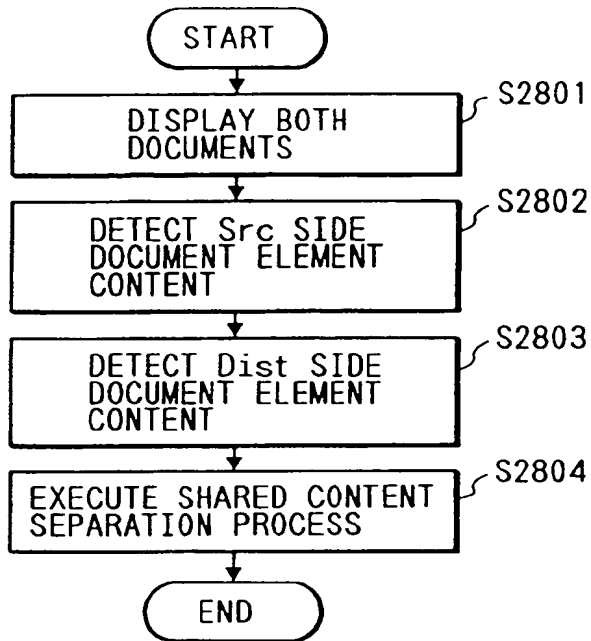 START
S2801
DISPLAY BOTH
DOCUMENTS
S2802
DETECT Src SIDE
DOCUMENT ELEMENT
CONTENT
S2803
DETECT Dist SIDE
DOCUMENT ELEMENT
CONTENT
S2804
EXECUTE SHARED CONTENT
SEPARATION PROCESS
END